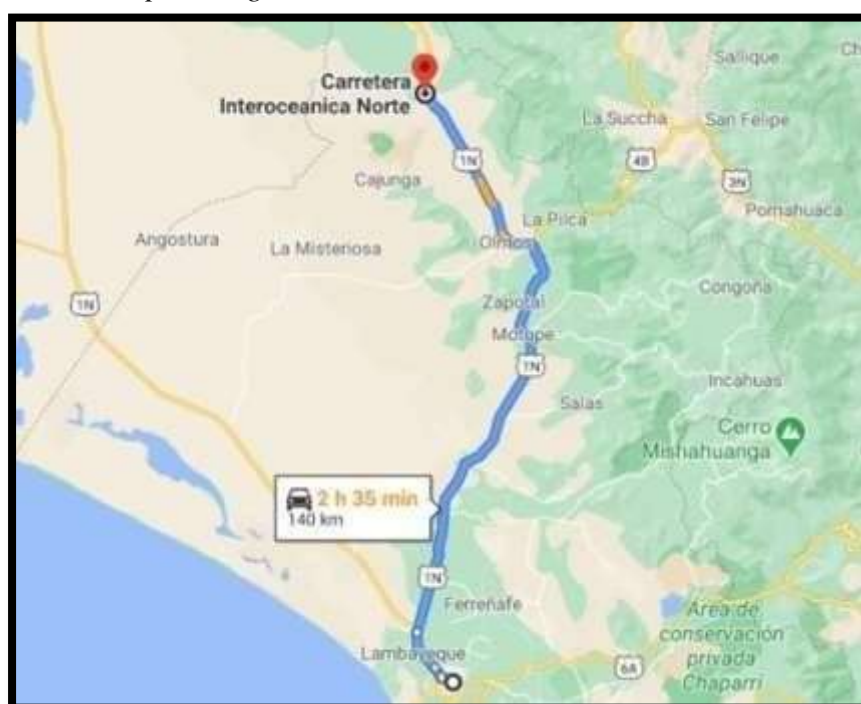 Sallique
Ch
Carretera
Interoceanica Norte
La Succha
San Felipe
1N
4B
3N
Cajunga
La Pilca
Pomahuaca
Angostura
La Misteriosa
Olmos
1N
Zapotal
Congoña
Motupe
1N
Incahuas
Salas
Cerro
Mishahuanga
2 h 35 min
140 km
1N
Ferreñafe
Área de
conservación
privada
Chaparrí
Lambayeque
6A